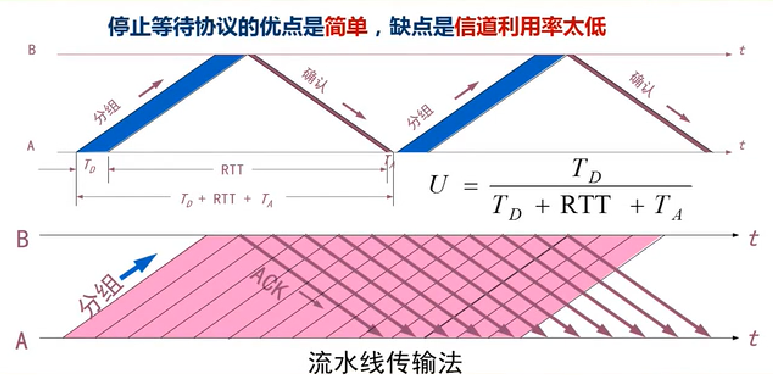 停止等待协议的优点是简单，缺点是信道利用率太低
B
t
分组
确认
分组
确认
A
t
T_D
RTT
T_D + RTT + T_A
U = T_D / (T_D + RTT + T_A)
B
t
分组
ACK
A
t
流水线传输法